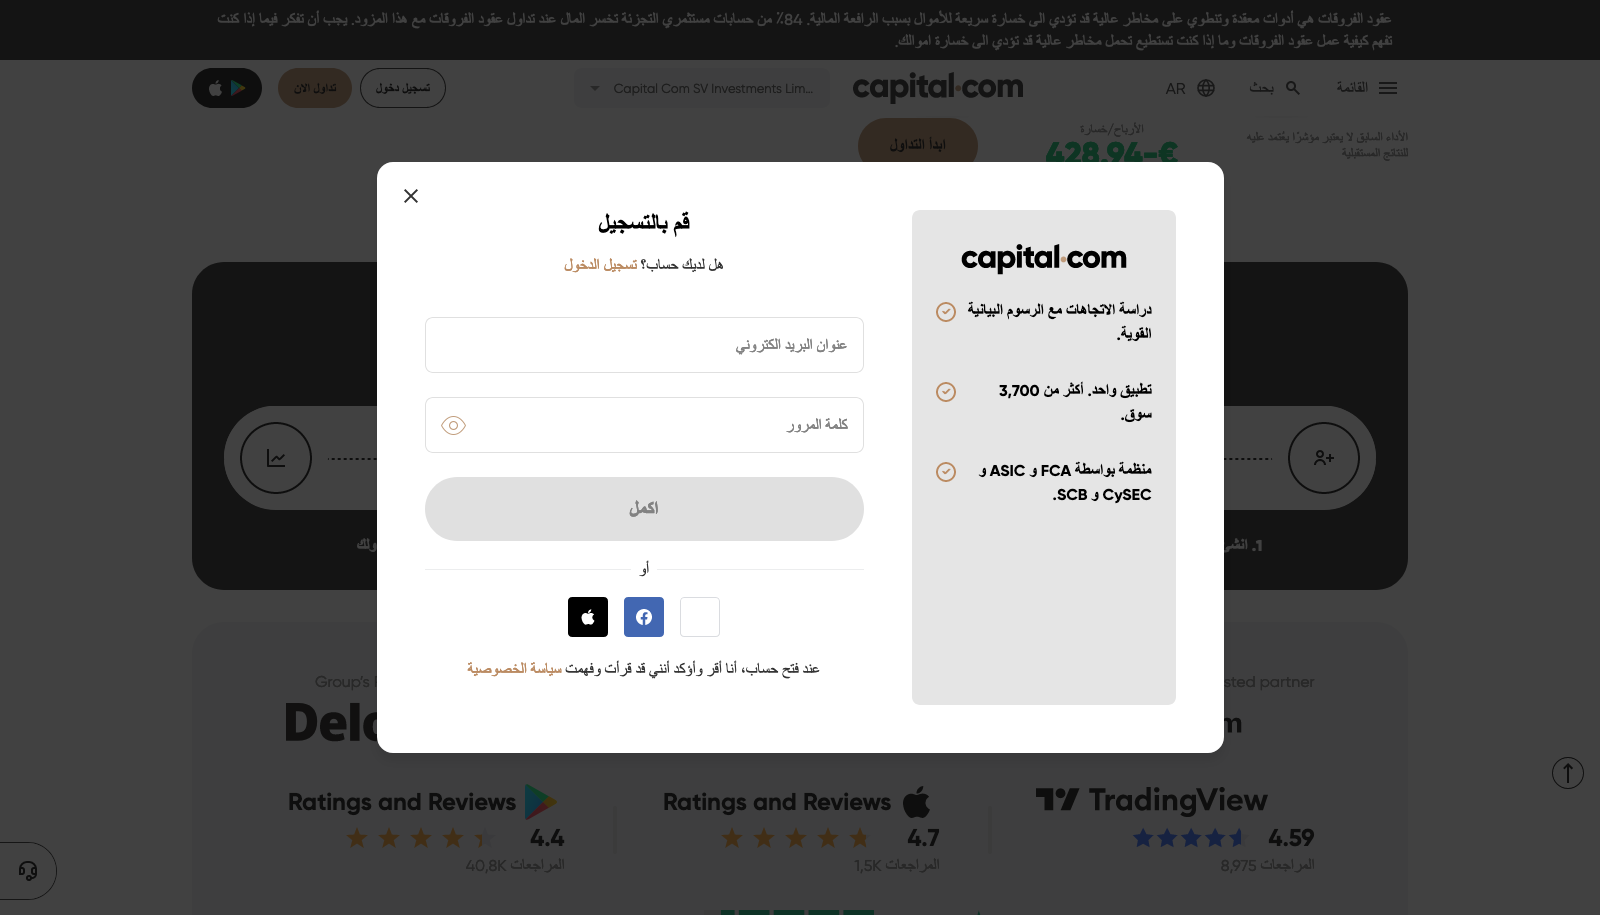 عقود الفروقات هي أدوات معقدة وتنطوي على مخاطر عالية قد تؤدي الى خسارة سريعة للأموال بسبب الرافعة المالية. 84٪ من حسابات مستثمري التجزئة تخسر المال عند تداول عقود الفروقات مع هذا المزود. يجب أن تفكر فيما إذا كنت
تفهم كيفية عمل عقود الفروقات وما إذا كنت تستطيع تحمل مخاطر عالية قد تؤدي الى خسارة اموالك.
القائمة
بحث
AR
capital.com
Capital Com SV Investments Lim...
تسجيل دخول
تداول الان
الأداء السابق لا يعتبر مؤشرًا يعتمد عليه
للنتائج المستقبلية
الأرباح/خسارة
428.94-€
ابدأ التداول
قم بالتسجيل
هل لديك حساب؟ تسجيل الدخول
عنوان البريد الكتروني
كلمة المرور
اكمل
أو
عند فتح حساب، أنا أقر وأؤكد أنني قد قرأت وفهمت سياسة الخصوصية
capital.com
دراسة الاتجاهات مع الرسوم البيانية
القوية.
تطبيق واحد. أكثر من 3,700
سوق.
منظمة بواسطة FCA و ASIC و
CySEC و SCB.
1. انشئ
Group's
sted partner
Ratings and Reviews
4.4
المراجعات 40,8K
Ratings and Reviews
4.7
المراجعات 1,5K
TradingView
4.59
المراجعات 8,975